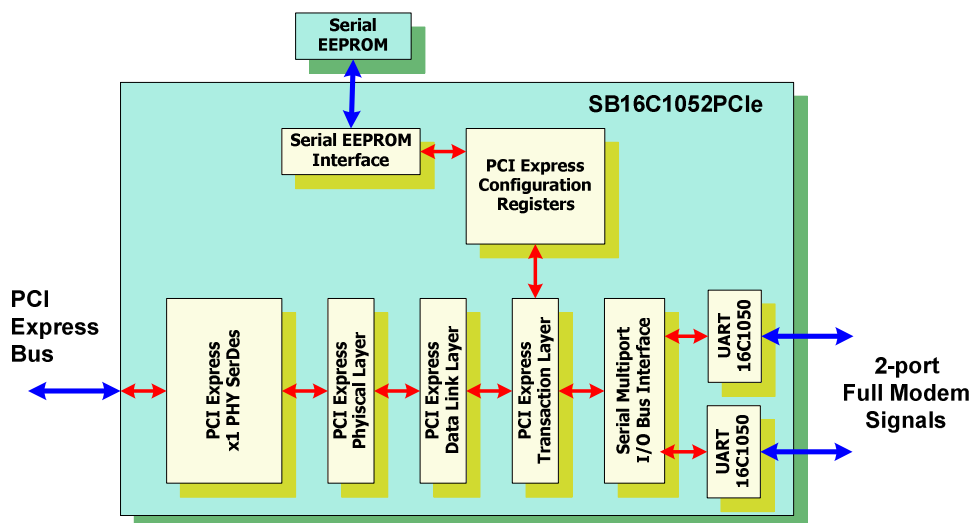 Serial
EEPROM
SB16C1052PCIe
Serial EEPROM
Interface
PCI Express
Configuration
Registers
PCI
Express
Bus
PCI Express
x1 PHY SerDes
PCI Express
Phyiscal Layer
PCI Express
Data Link Layer
PCI Express
Transaction Layer
Serial Multiport
I/O Bus Interface
UART
16C1050
UART
16C1050
2-port
Full Modem
Signals